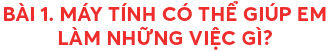 BÀI 1. MÁY TÍNH CÓ THỂ GIÚP EM
LÀM NHỮNG VIỆC GÌ?